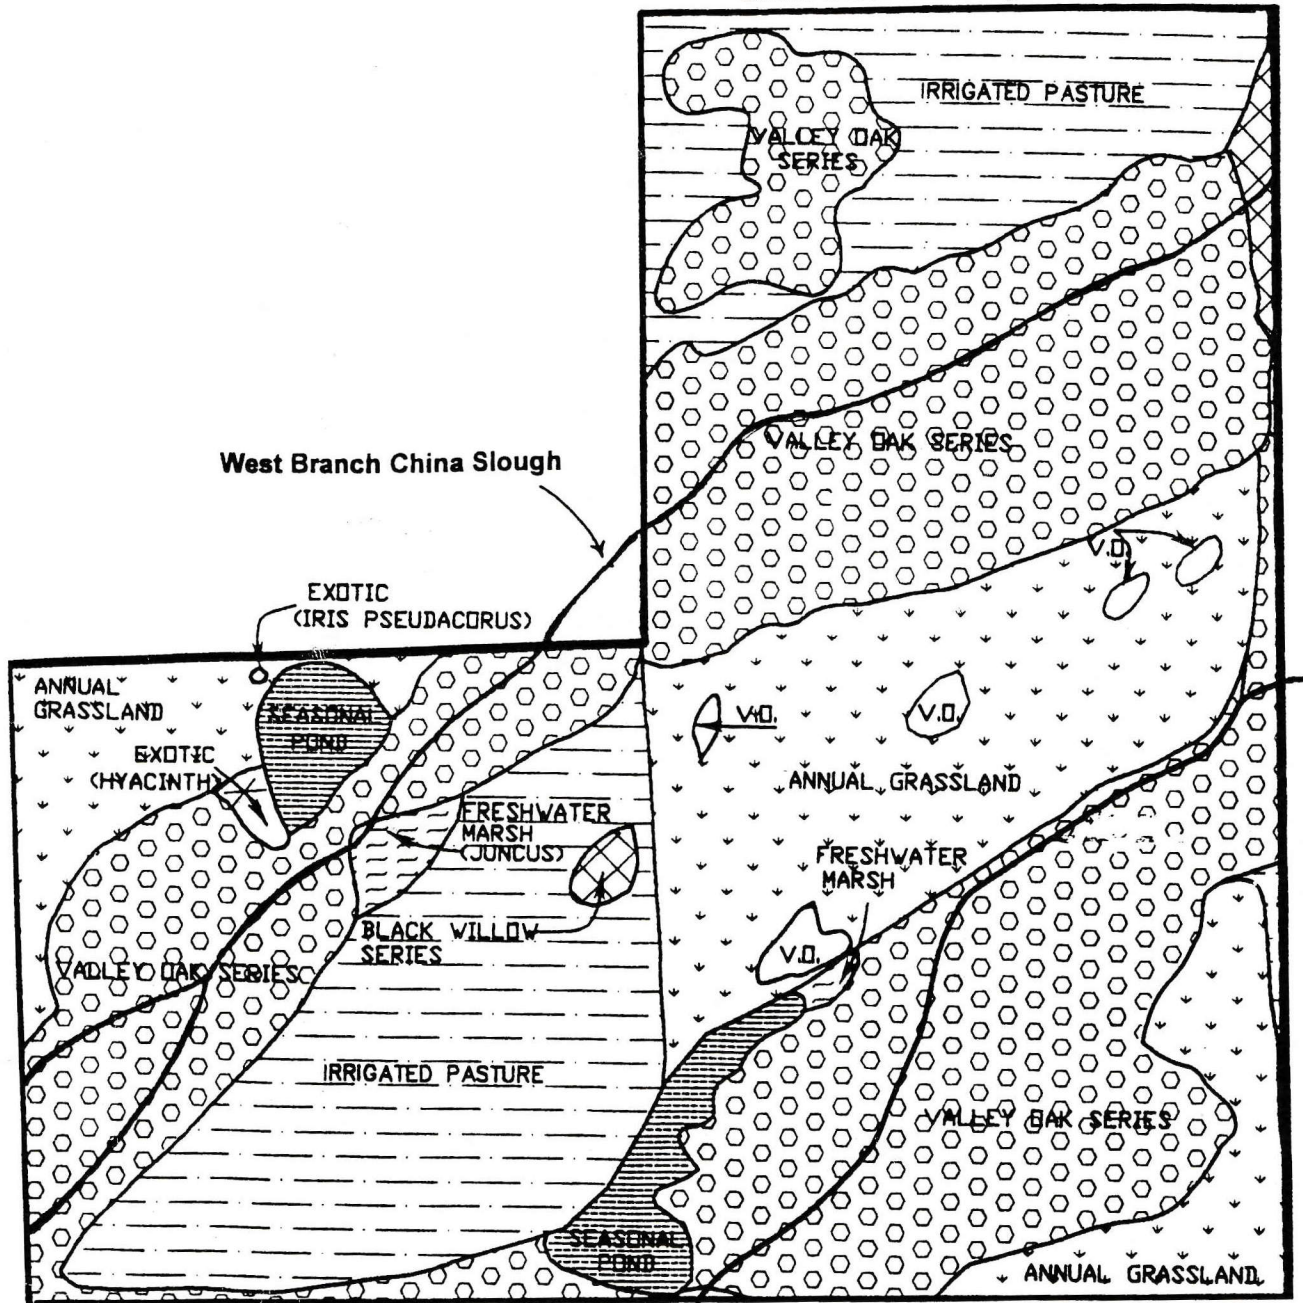 IRRIGATED PASTURE
VALLEY OAK
SERIES
VALLEY OAK SERIES
West Branch China Slough
V.O.
EXOTIC
(IRIS PSEUDACORUS)
ANNUAL
GRASSLAND
SEASONAL
POND
V.O.
V.O.
EXOTIC
(HYACINTH)
ANNUAL GRASSLAND
FRESHWATER
MARSH
(JUNCUS)
FRESHWATER
MARSH
BLACK WILLOW
SERIES
V.O.
VALLEY OAK SERIES
IRRIGATED PASTURE
VALLEY OAK SERIES
SEASONAL
POND
ANNUAL GRASSLAND